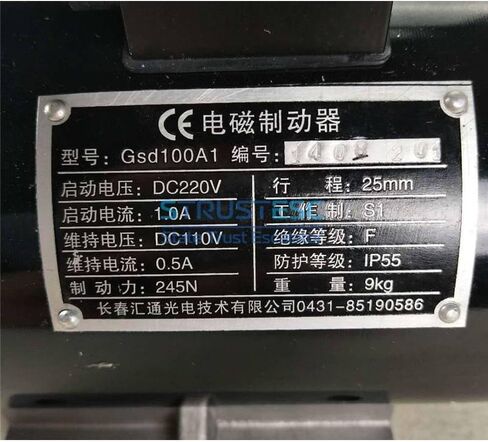 CE 电磁制动器
型号: Gsd100A1 编号:
启动电压: DC220V 行程: 25mm
启动电流: 1.0A 工作制: S1
维持电压: DC110V 绝缘等级: F
维持电流: 0.5A 防护等级: IP55
制动力: 245N 重量: 9kg
长春汇通光电技术有限公司0431-85190586